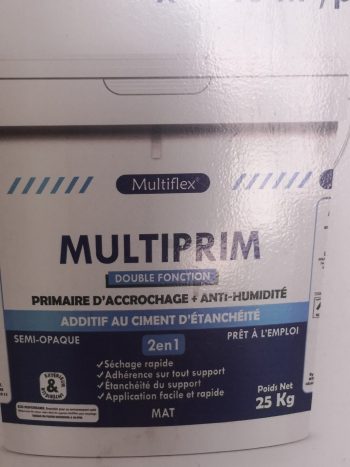 Multiflex®
MULTIPRIM
DOUBLE FONCTION
PRIMAIRE D'ACCROCHAGE + ANTI-HUMIDITÉ
ADDITIF AU CIMENT D'ÉTANCHÉITÉ
SEMI-OPAQUE
2en1
PRÊT À L'EMPLOI
✓Séchage rapide
✓Adhérence sur tout support
✓Étanchéité du support
✓Application facile et rapide
&
MAT
Poids Net
25 Kg